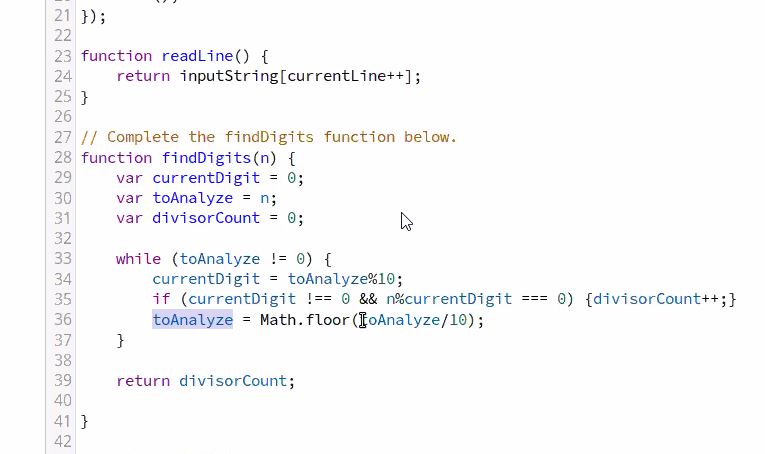 21 });
22
23 function readLine() {
24     return inputString[currentLine++];
25 }
26
27 // Complete the findDigits function below.
28 function findDigits(n) {
29     var currentDigit = 0;
30     var toAnalyze = n;
31     var divisorCount = 0;
32
33     while (toAnalyze != 0) {
34         currentDigit = toAnalyze%10;
35         if (currentDigit !== 0 && n%currentDigit === 0) {divisorCount++;}
36         toAnalyze = Math.floor(toAnalyze/10);
37     }
38
39     return divisorCount;
40
41 }
42